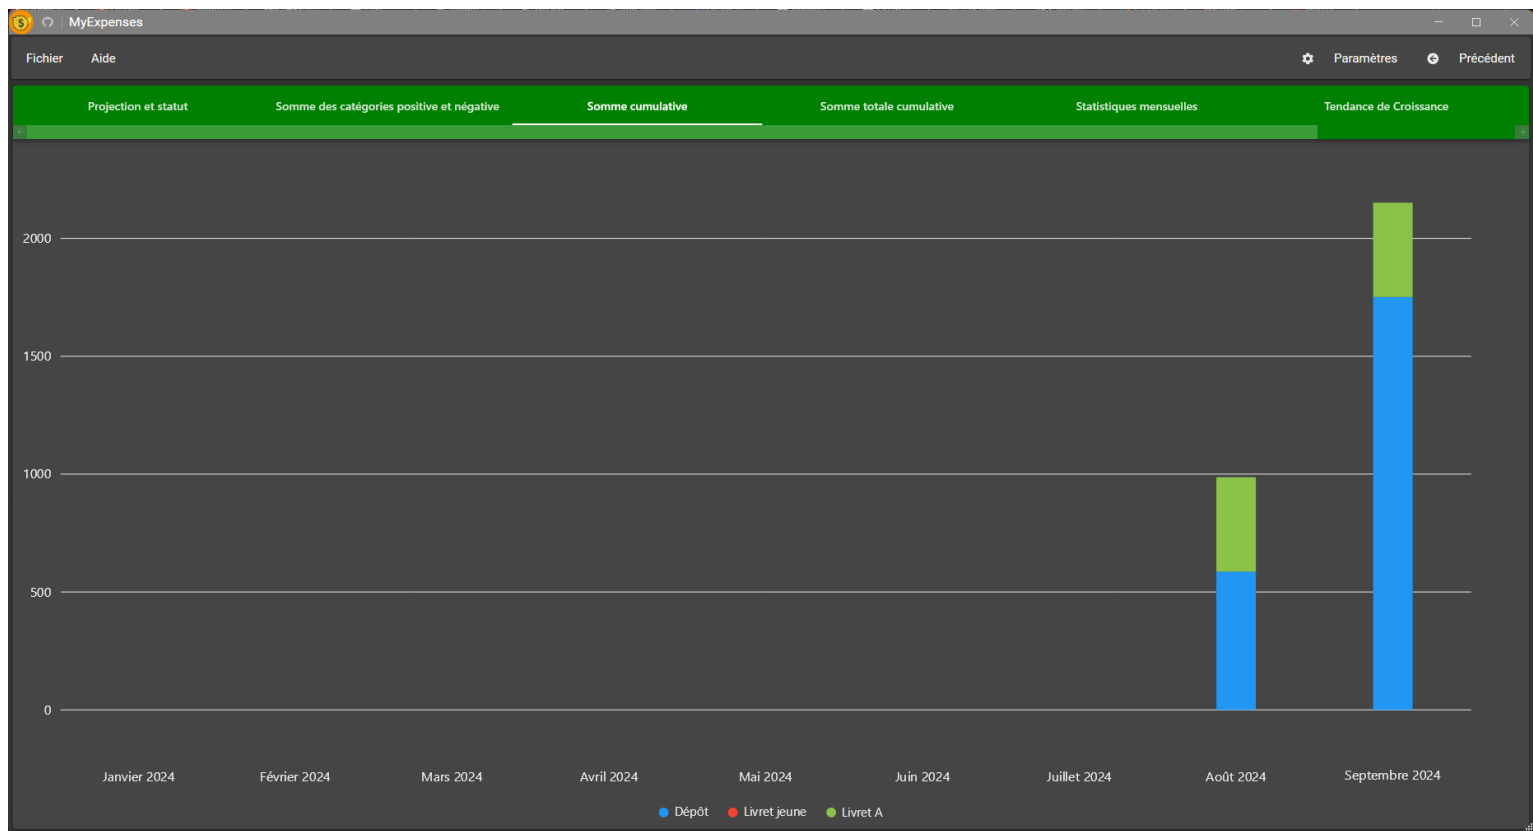 MyExpenses
Fichier Aide Paramètres Précédent
Projection et statut Somme des catégories positive et négative Somme cumulative Somme totale cumulative Statistiques mensuelles Tendance de Croissance
2000
1500
1000
500
0
Janvier 2024 Février 2024 Mars 2024 Avril 2024 Mai 2024 Juin 2024 Juillet 2024 Août 2024 Septembre 2024
Dépôt Livret jeune Livret A